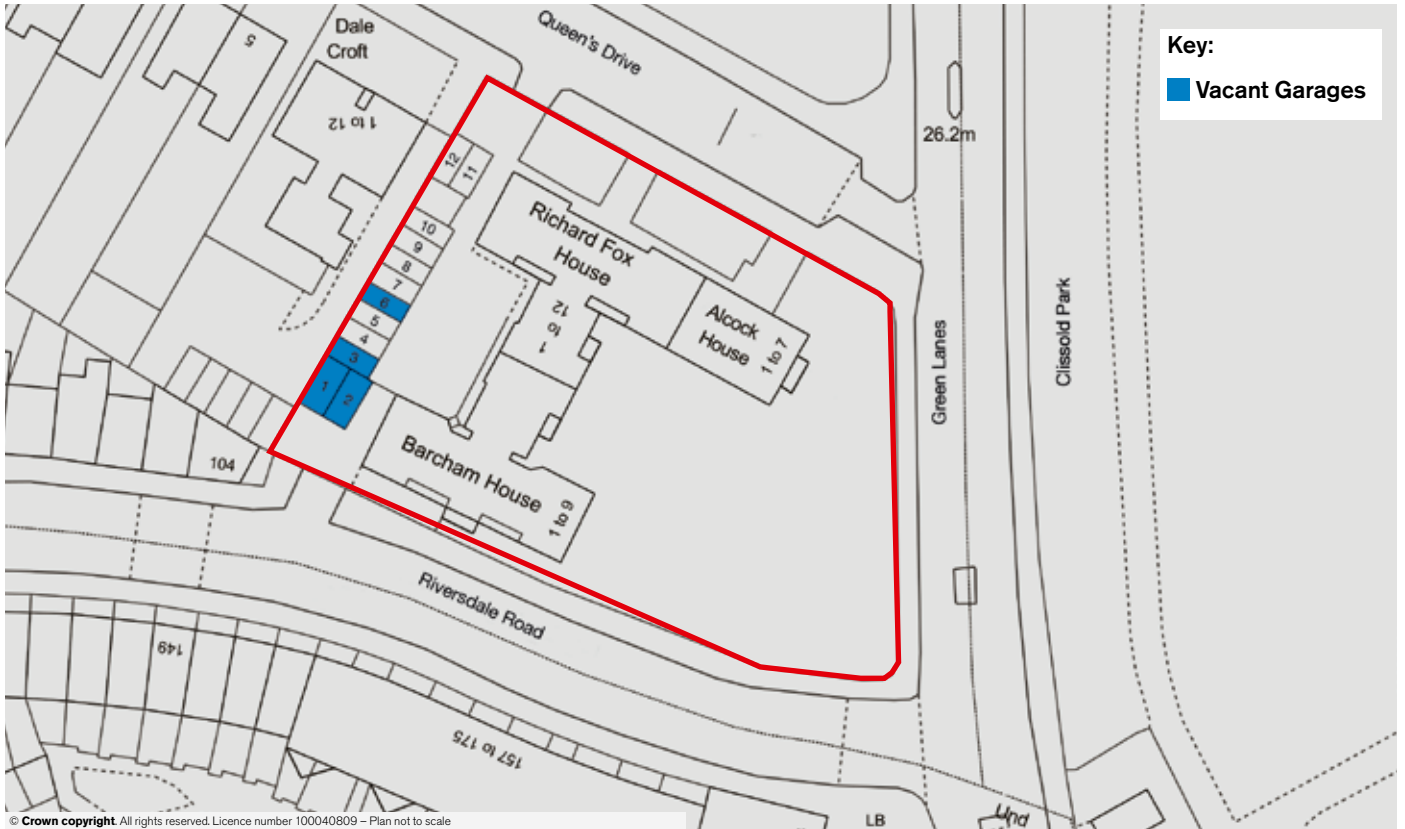 Key:
Vacant Garages
Queen's Drive
Dale
Croft
5
1 to 12
26.2m
12
11
10
9
8
7
6
5
4
3
1
2
Richard Fox
House
1 to 12
Alcock
House
1 to 7
Green Lanes
Clissold Park
Barcham House
1 to 9
104
Riversdale Road
149
157 to 175
LB
Und
© Crown copyright. All rights reserved. Licence number 100040809 – Plan not to scale